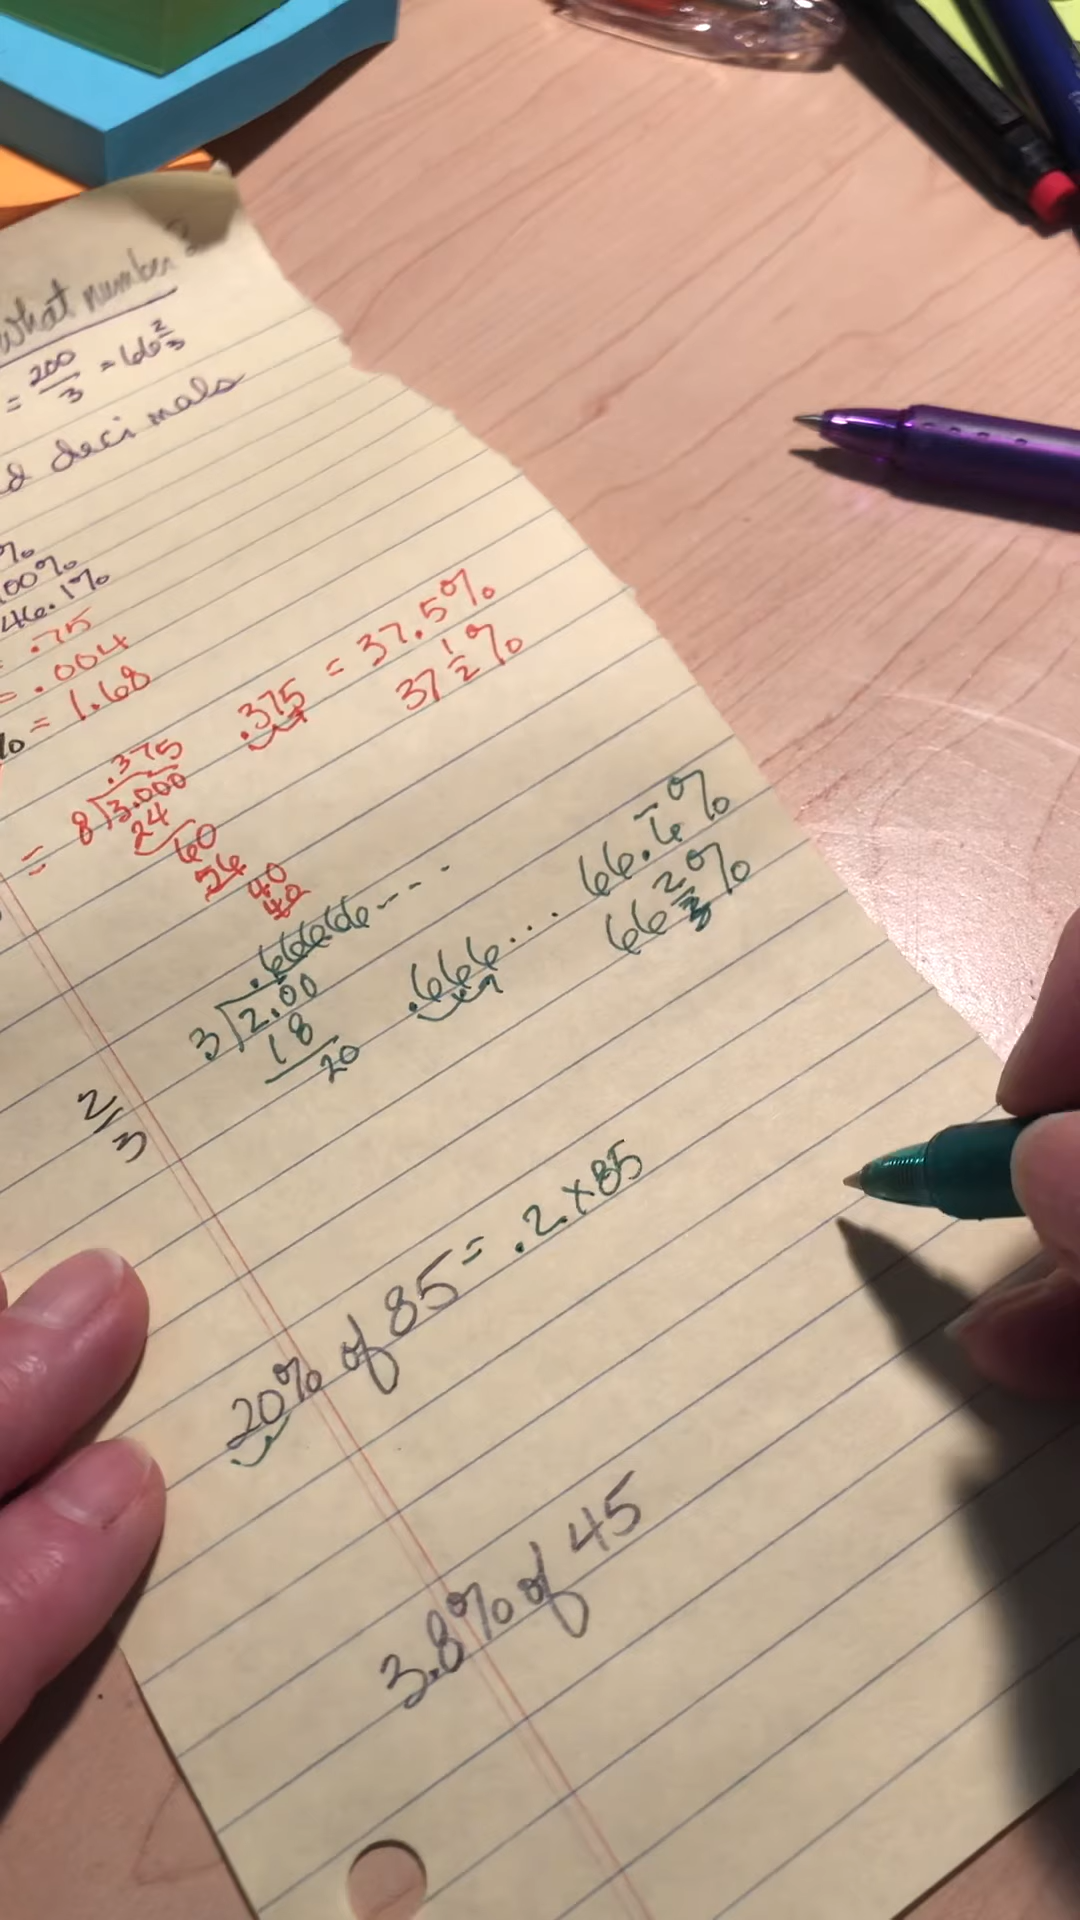 what number?
= 200/3 = 66 2/3
d decimals
%
00%
46.1%
= .75
= .004
% = 1.68
.375 = 37.5%
37 1/2%
.375
= 8)3.000
24
60
56
40
40
.66666---
3)2.00
18
20
.666... 66.6̅%
66 2/3%
2/3
20% of 85 = .2 x 85
3.8% of 45